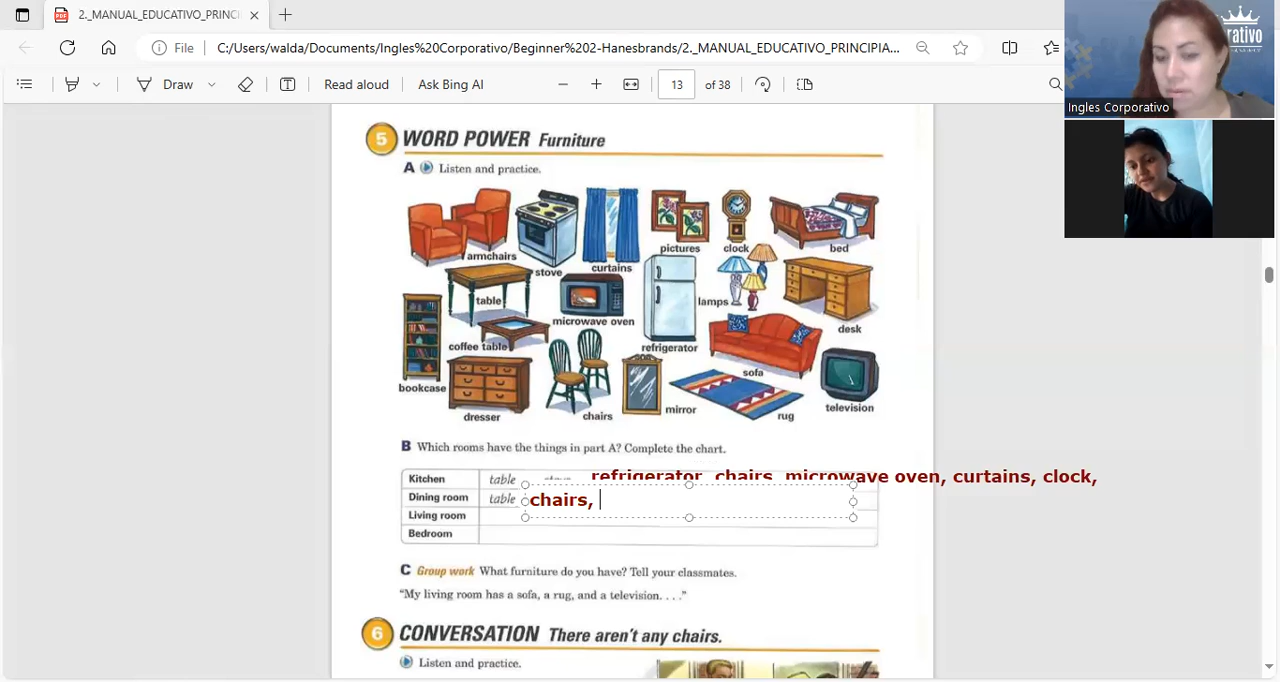 2._MANUAL_EDUCATIVO_PRINCI
File C:/Users/walda/Documents/Ingles%20Corporativo/Beginner%202-Hanesbrands/2._MANUAL_EDUCATIVO_PRINCIPIA...
Draw Read aloud Ask Bing AI 13 of 38
Ingles Corporativo
5 WORD POWER Furniture
A Listen and practice.
pictures clock bed
armchairs stove curtains
table lamps
microwave oven desk
coffee table refrigerator
sofa
bookcase
dresser chairs mirror rug television
B Which rooms have the things in part A? Complete the chart.
Kitchen table stove refrigerator, chairs, microwave oven, curtains, clock,
Dining room table chairs,
Living room
Bedroom
C Group work What furniture do you have? Tell your classmates.
"My living room has a sofa, a rug, and a television. . . ."
6 CONVERSATION There aren't any chairs.
Listen and practice.